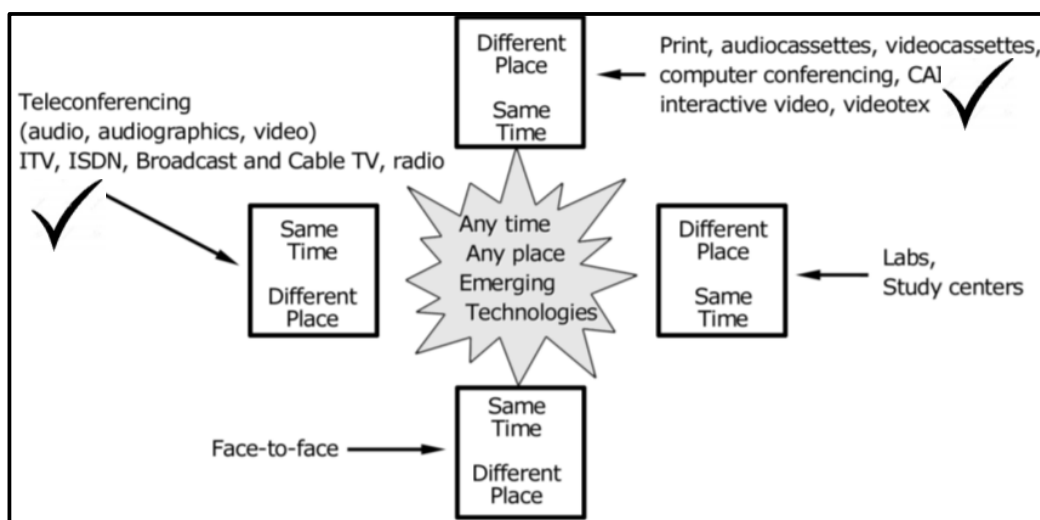 Different
Place
Same
Time
Print, audiocassettes, videocassettes,
computer conferencing, CAI
interactive video, videotex
Teleconferencing
(audio, audiographics, video)
ITV, ISDN, Broadcast and Cable TV, radio
Same
Time
Different
Place
Any time
Any place
Emerging
Technologies
Different
Place
Same
Time
Labs,
Study centers
Face-to-face
Same
Time
Different
Place